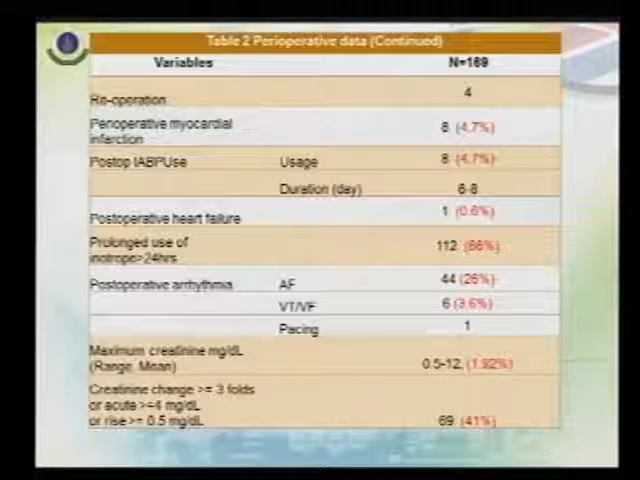 Table 2 Perioperative data (Continued)
Variables N=169
Re-operation 4
Perioperative myocardial
infarction 8 (4.7%)
Postop IABPUse Usage 8 (4.7%)
Duration (day) 6-8
Postoperative heart failure 1 (0.6%)
Prolonged use of
inotrope>24hrs 112 (66%)
Postoperative arrhythmia AF 44 (26%)
VT/VF 6 (3.6%)
Pacing 1
Maximum creatinine mg/dL
(Range, Mean) 0.5-12, (1.92%)
Creatinine change >= 3 folds
or acute >=4 mg/dL
or rise >= 0.5 mg/dL 69 (41%)